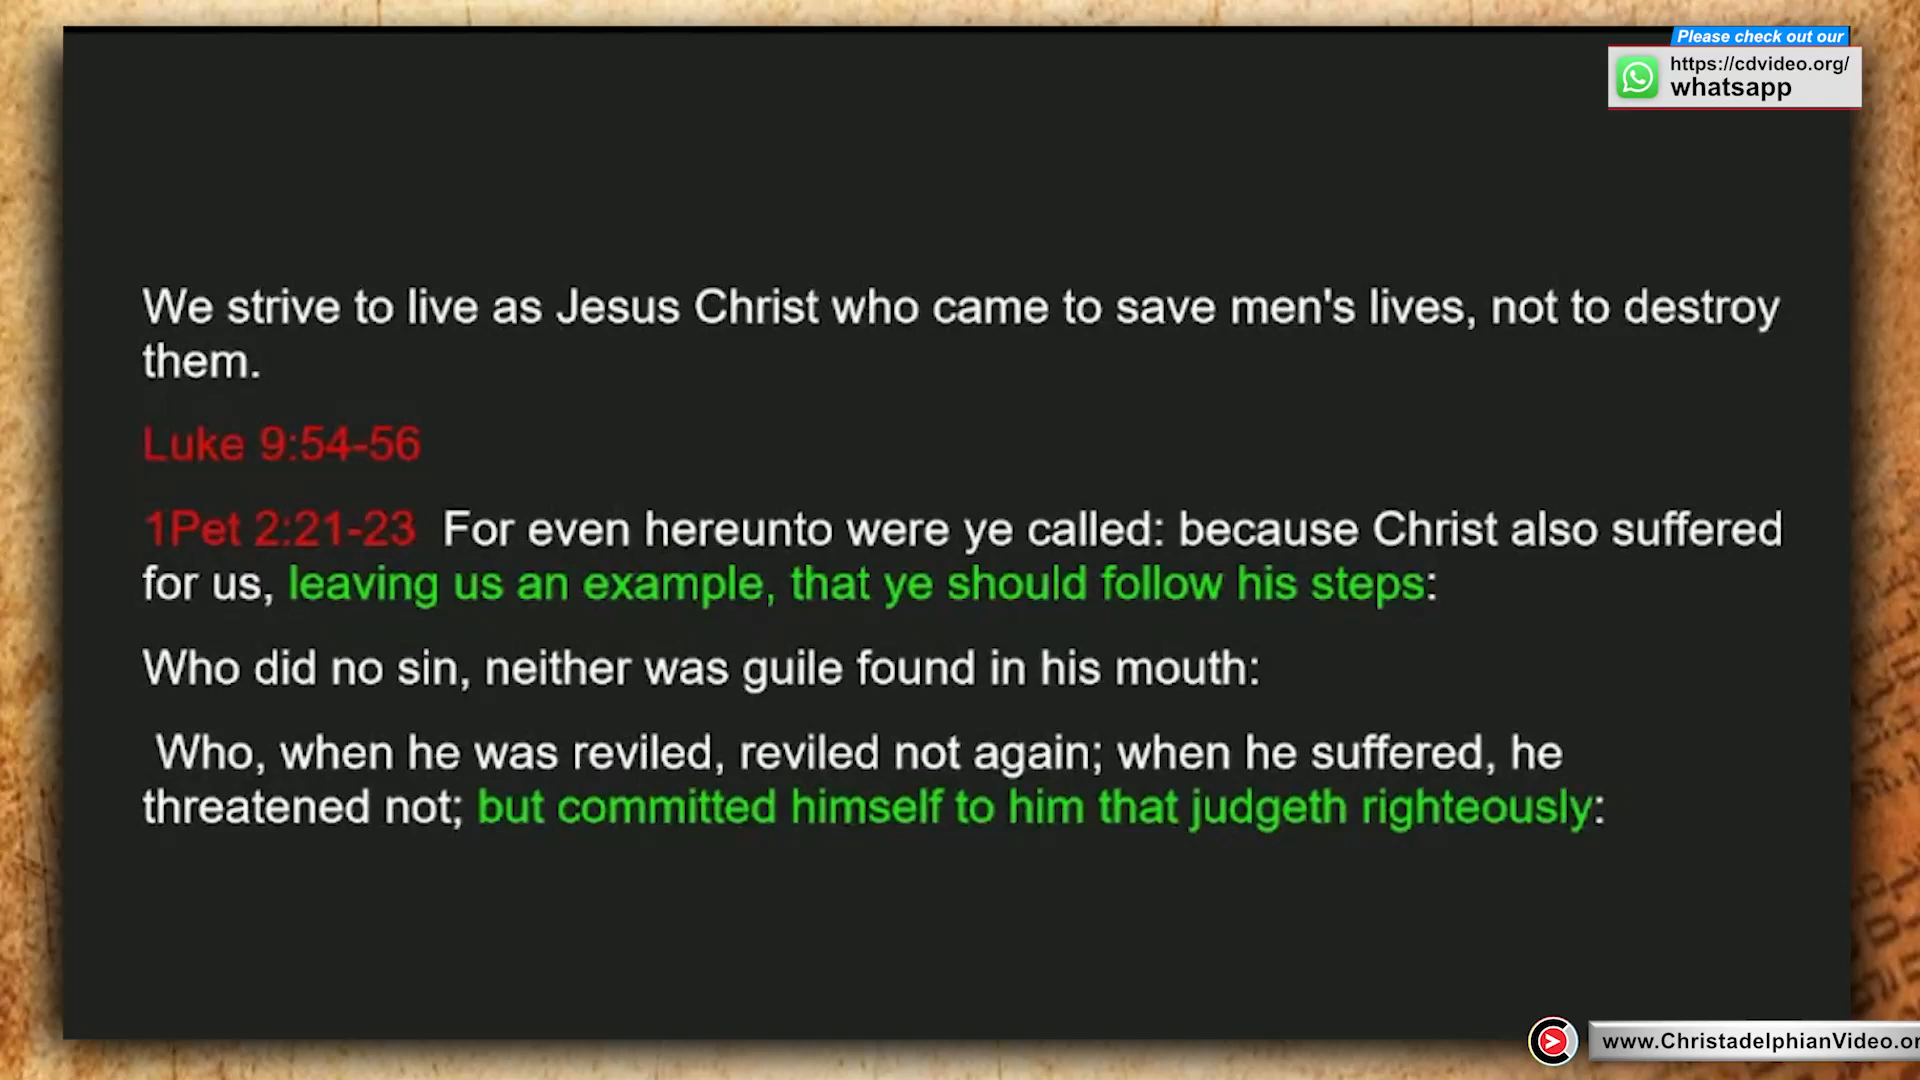 Please check out our
https://cdvideo.org/
whatsapp
We strive to live as Jesus Christ who came to save men's lives, not to destroy
them.
Luke 9:54-56
1Pet 2:21-23 For even hereunto were ye called: because Christ also suffered
for us, leaving us an example, that ye should follow his steps:
Who did no sin, neither was guile found in his mouth:
Who, when he was reviled, reviled not again; when he suffered, he
threatened not; but committed himself to him that judgeth righteously:
www.ChristadelphianVideo.or